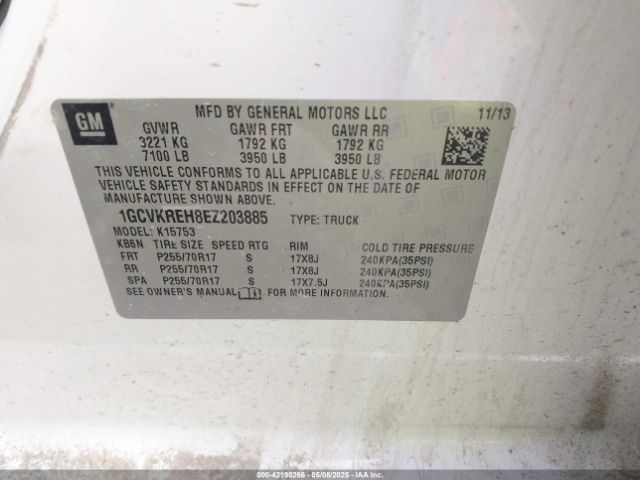 GM
MFD BY GENERAL MOTORS LLC 11/13
GVWR GAWR FRT GAWR RR
3221 KG 1792 KG 1792 KG
7100 LB 3950 LB 3950 LB
THIS VEHICLE CONFORMS TO ALL APPLICABLE U.S. FEDERAL MOTOR
VEHICLE SAFETY STANDARDS IN EFFECT ON THE DATE OF
MANUFACTURE SHOWN ABOVE.
1GCVKREH8EZ203885 TYPE: TRUCK
MODEL: K15753
KB6N TIRE SIZE SPEED RTG RIM COLD TIRE PRESSURE
FRT P255/70R17 S 17X8J 240KPA(35PSI)
RR P255/70R17 S 17X8J 240KPA(35PSI)
SPA P255/70R17 S 17X7.5J 240KPA(35PSI)
SEE OWNER'S MANUAL FOR MORE INFORMATION.
000-42198266 - 05/08/2025 - IAAI.COM